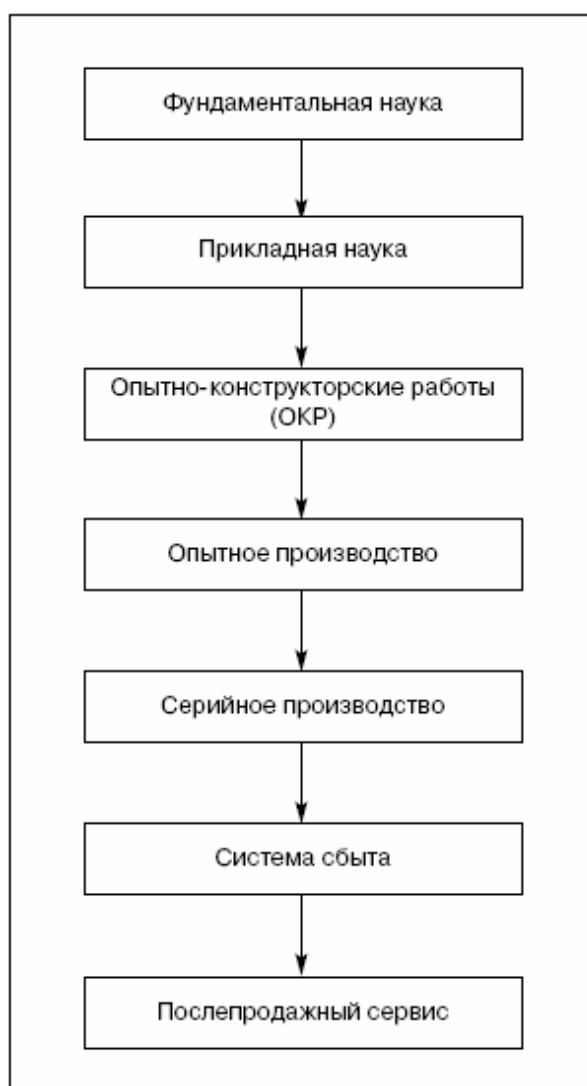 Фундаментальная наука
Прикладная наука
Опытно-конструкторские работы
(ОКР)
Опытное производство
Серийное производство
Система сбыта
Послепродажный сервис